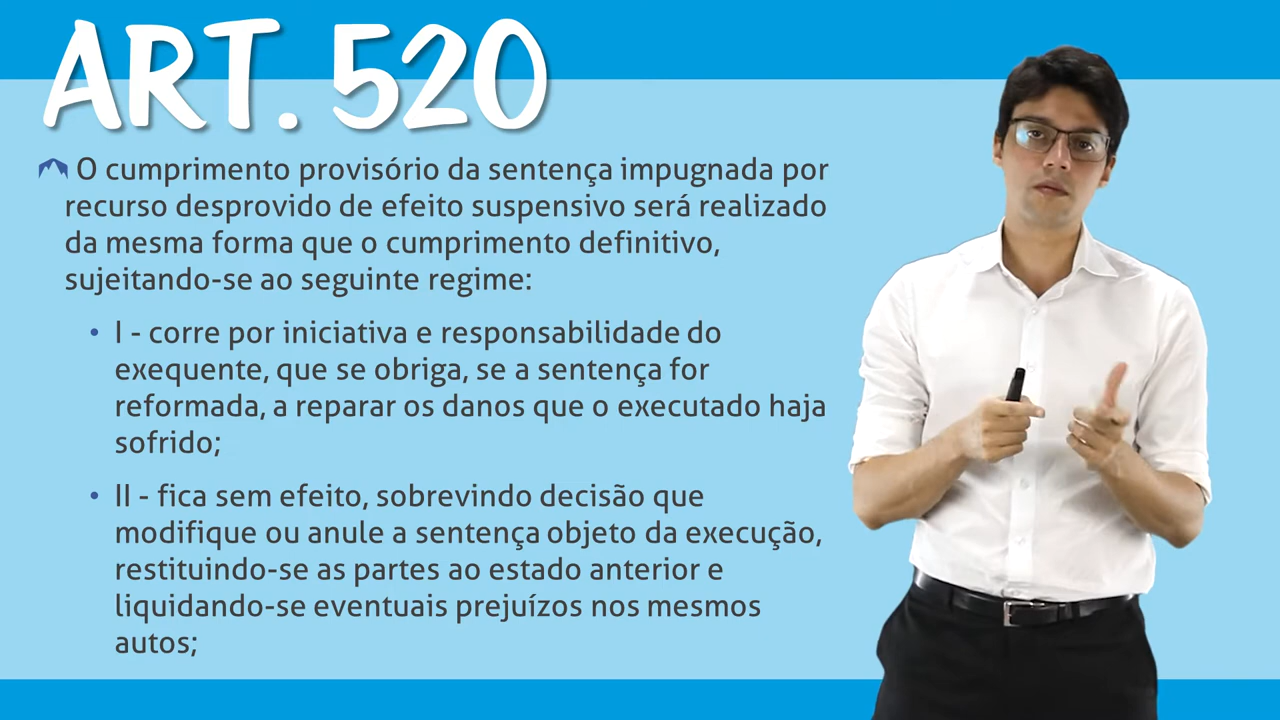 ART. 520
O cumprimento provisório da sentença impugnada por
recurso desprovido de efeito suspensivo será realizado
da mesma forma que o cumprimento definitivo,
sujeitando-se ao seguinte regime:
• I - corre por iniciativa e responsabilidade do
exequente, que se obriga, se a sentença for
reformada, a reparar os danos que o executado haja
sofrido;
• II - fica sem efeito, sobrevindo decisão que
modifique ou anule a sentença objeto da execução,
restituindo-se as partes ao estado anterior e
liquidando-se eventuais prejuízos nos mesmos
autos;